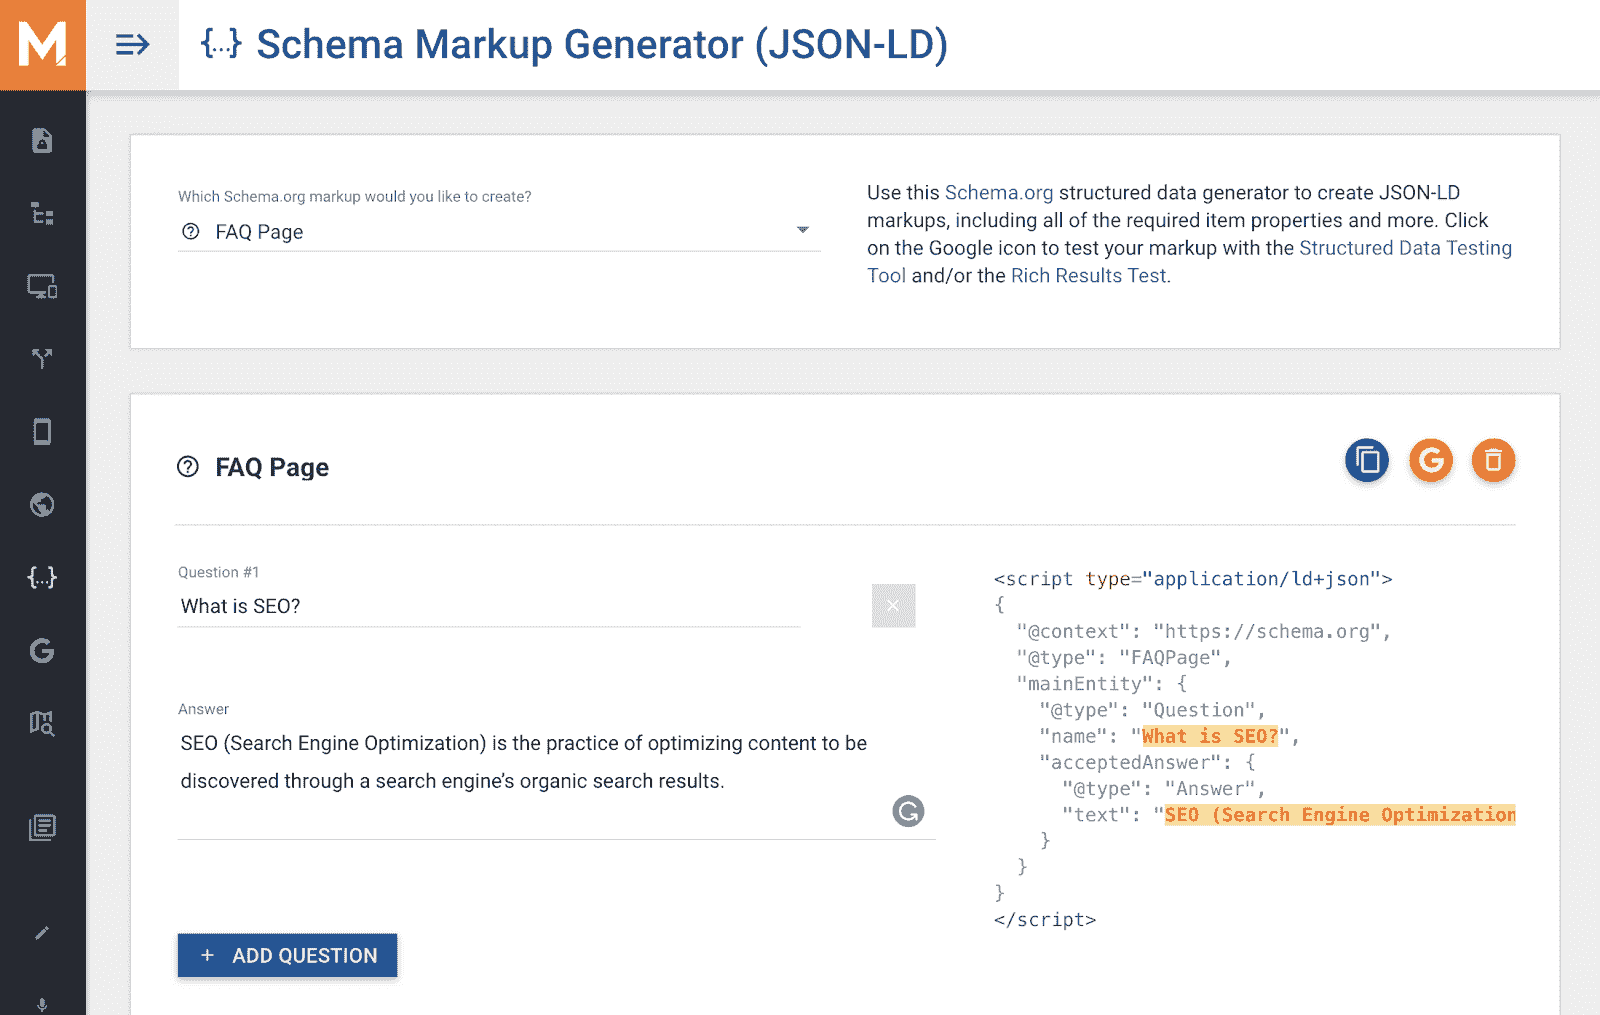 M
{...} Schema Markup Generator (JSON-LD)
Which Schema.org markup would you like to create?
FAQ Page
Use this Schema.org structured data generator to create JSON-LD
markups, including all of the required item properties and more. Click
on the Google icon to test your markup with the Structured Data Testing
Tool and/or the Rich Results Test.
{...}
G
FAQ Page
G
Question #1
What is SEO?
Answer
SEO (Search Engine Optimization) is the practice of optimizing content to be
discovered through a search engine’s organic search results.
+ ADD QUESTION
<script type="application/ld+json">
{
"@context": "https://schema.org",
"@type": "FAQPage",
"mainEntity": {
"@type": "Question",
"name": "What is SEO?",
"acceptedAnswer": {
"@type": "Answer",
"text": "SEO (Search Engine Optimization
}
}
}
</script>